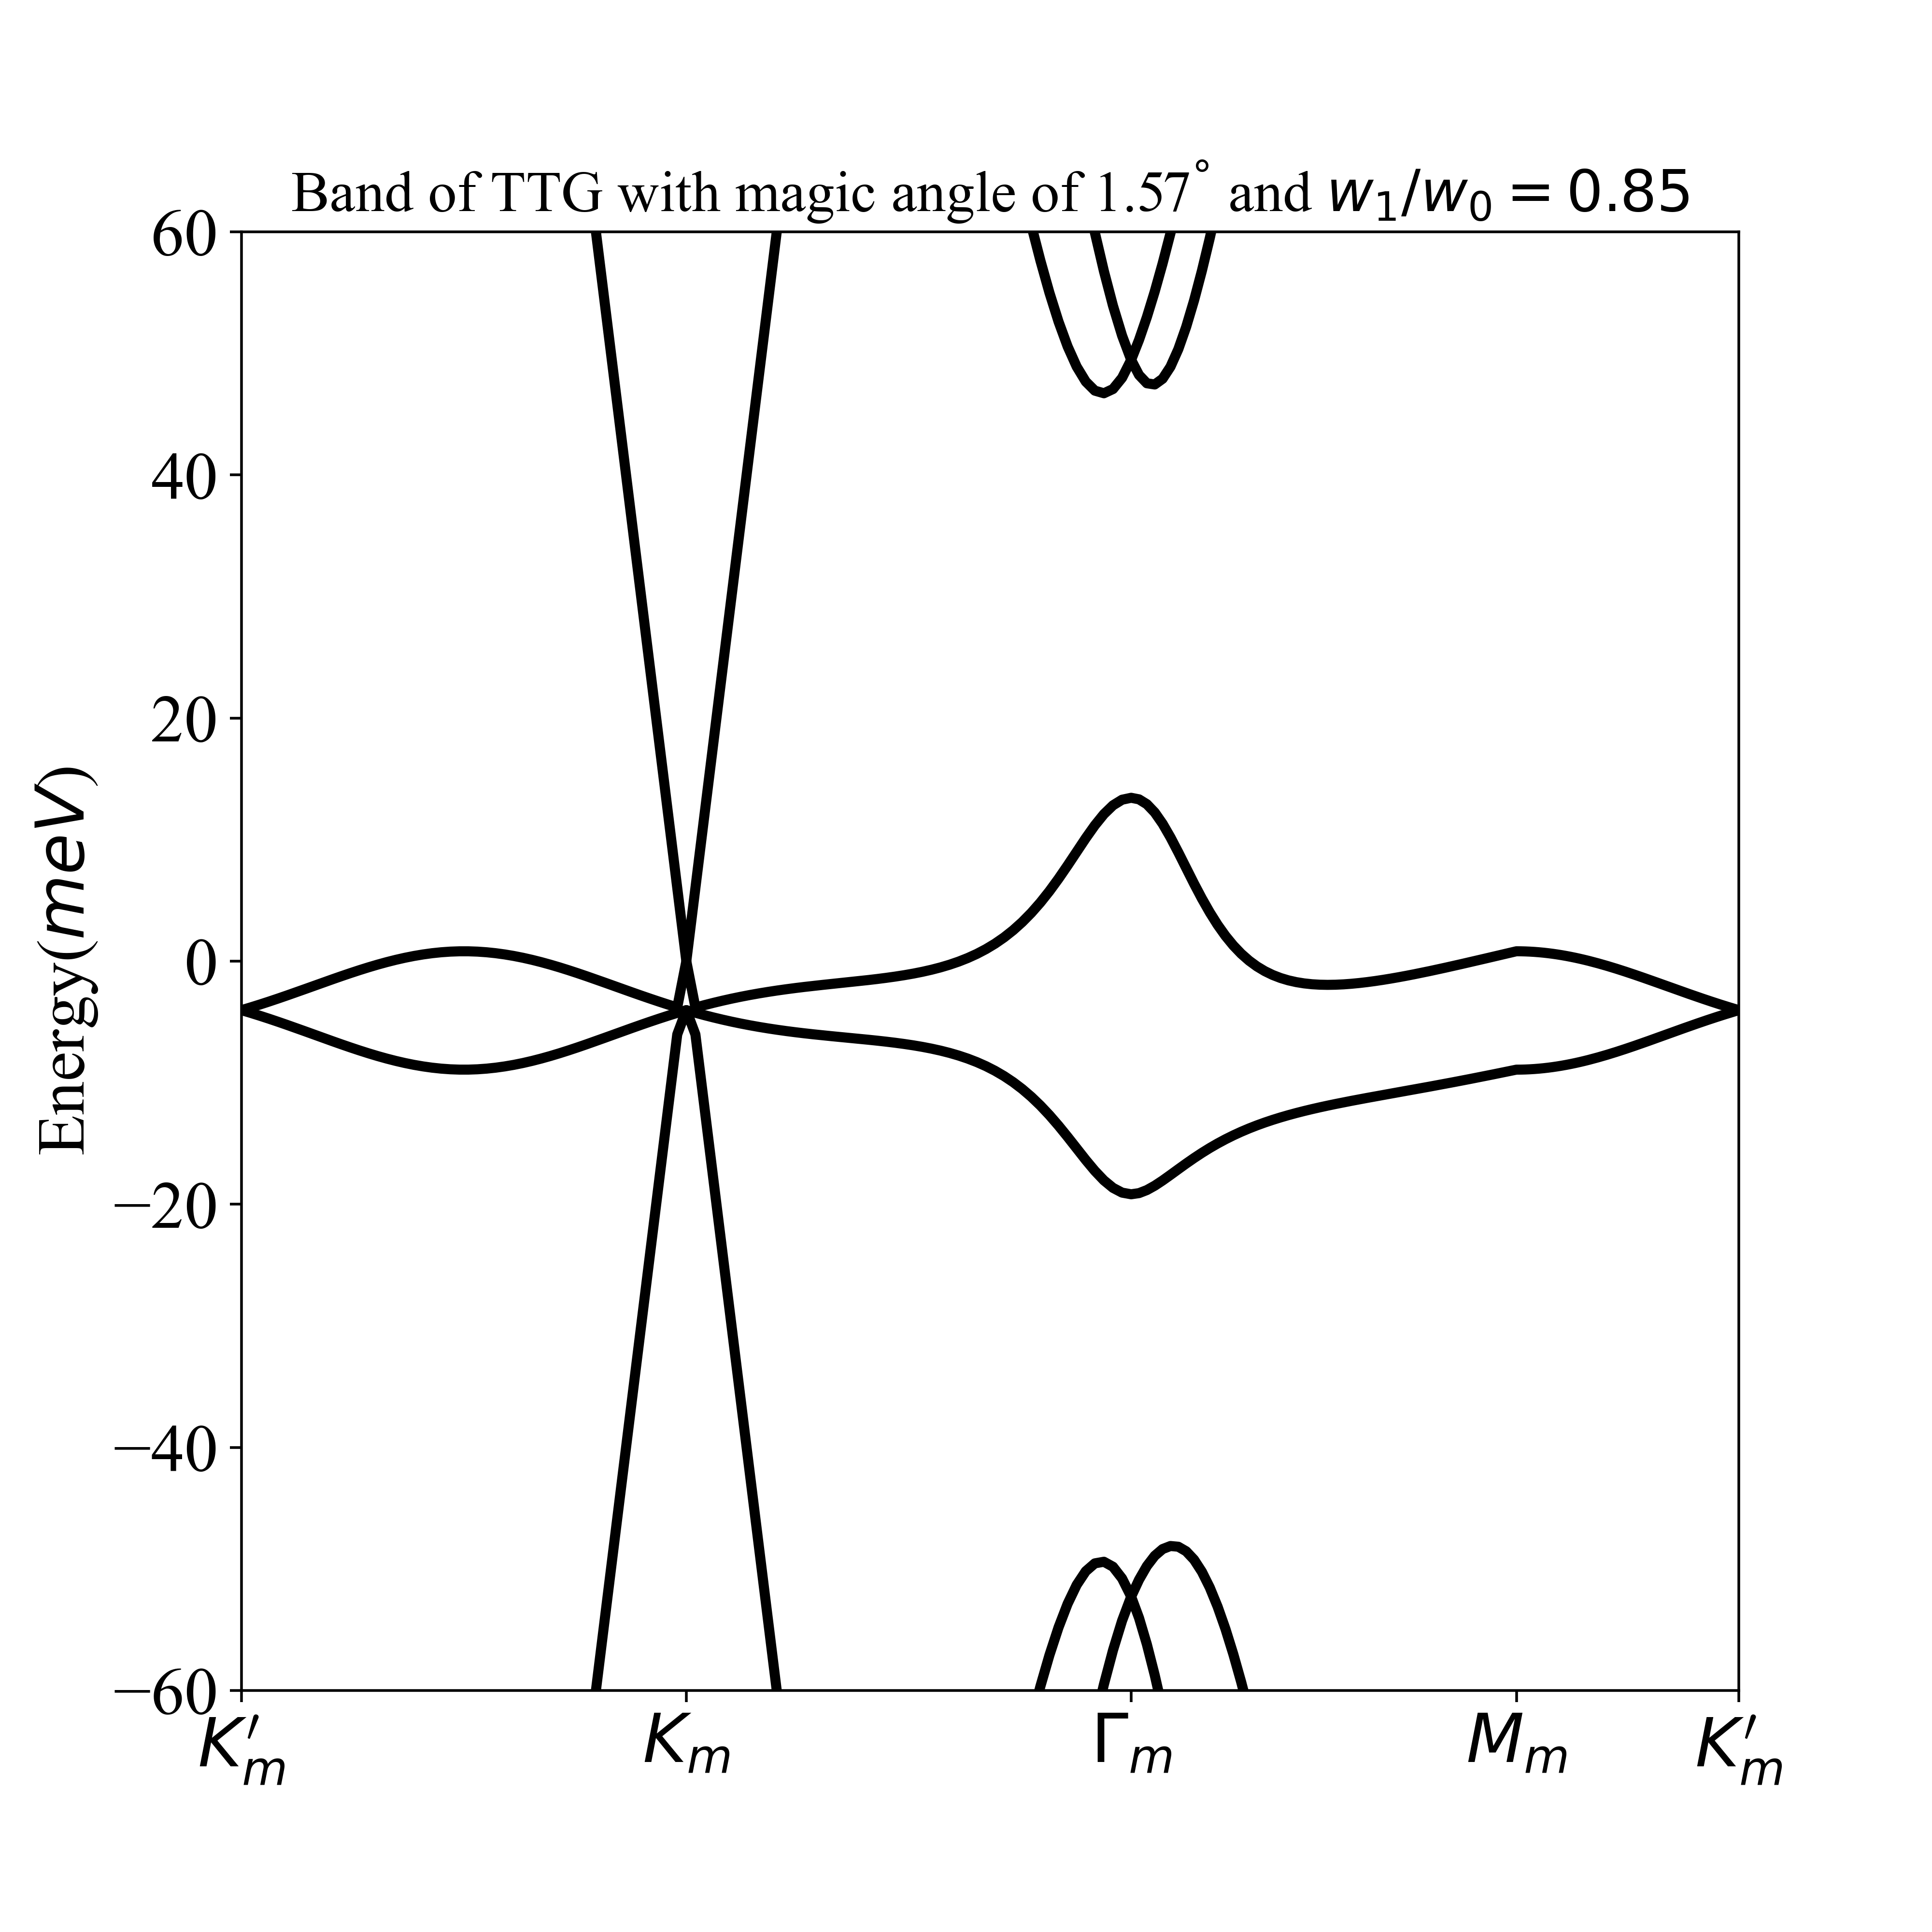 Band of TTG with magic angle of 1.57° and w₁/w₀ = 0.85
60
40
20
0
−20
−40
−60
Energy(meV)
K′ₘ Kₘ Γₘ Mₘ K′ₘ